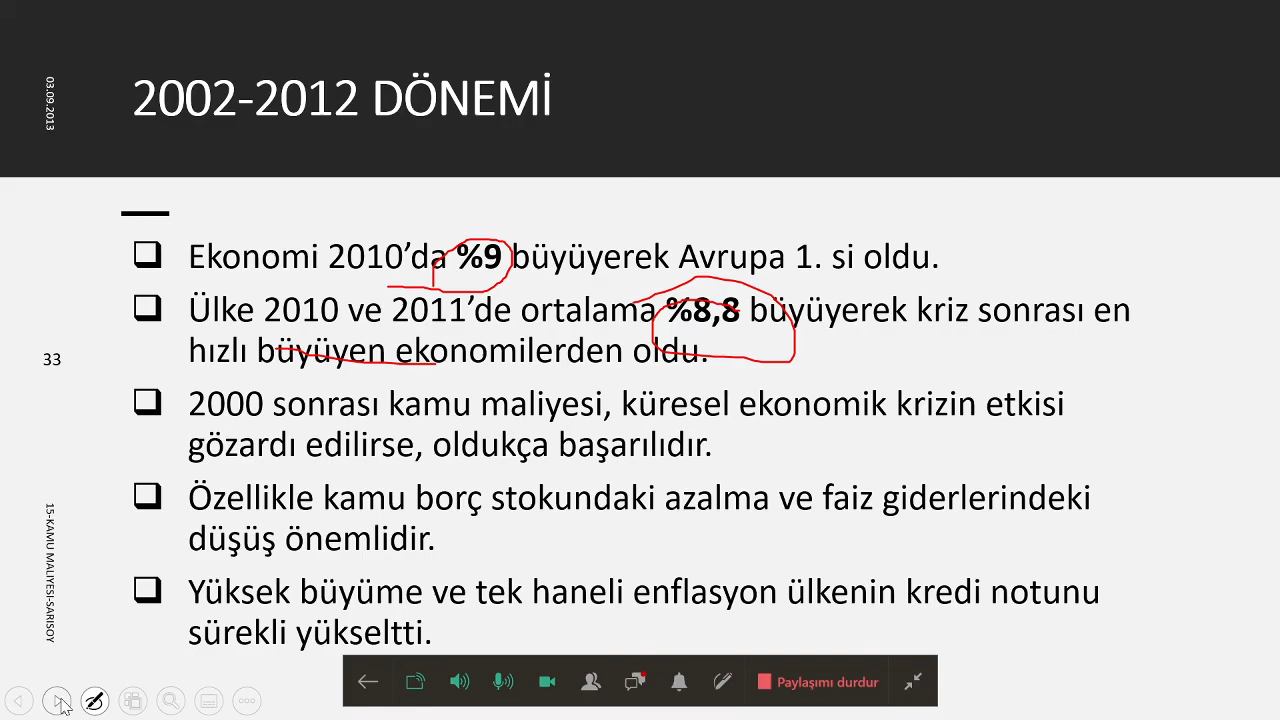 03.09.2013
2002-2012 DÖNEMİ
Ekonomi 2010'da %9 büyüyerek Avrupa 1. si oldu.
Ülke 2010 ve 2011'de ortalama %8,8 büyüyerek kriz sonrası en
hızlı büyüyen ekonomilerden oldu.
33
2000 sonrası kamu maliyesi, küresel ekonomik krizin etkisi
gözardı edilirse, oldukça başarılıdır.
Özellikle kamu borç stokundaki azalma ve faiz giderlerindeki
düşüş önemlidir.
Yüksek büyüme ve tek haneli enflasyon ülkenin kredi notunu
sürekli yükseltti.
15-KAMU MALIYESI-SARISOY
Paylaşımı durdur